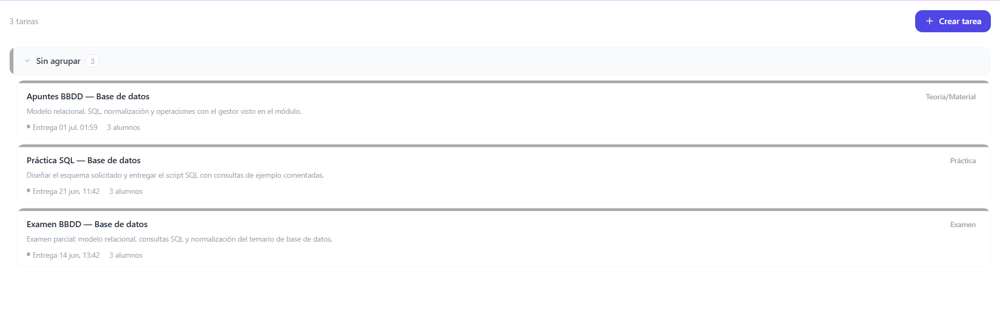 3 tareas
+ Crear tarea
Sin agrupar 3
Apuntes BBDD — Base de datos
Teoría/Material
Modelo relacional, SQL, normalización y operaciones con el gestor visto en el módulo.
Entrega 01 jul, 01:59 3 alumnos
Práctica SQL — Base de datos
Práctica
Diseñar el esquema solicitado y entregar el script SQL con consultas de ejemplo comentadas.
Entrega 21 jun, 11:42 3 alumnos
Examen BBDD — Base de datos
Examen
Examen parcial: modelo relacional, consultas SQL y normalización del temario de base de datos.
Entrega 14 jun, 13:42 3 alumnos